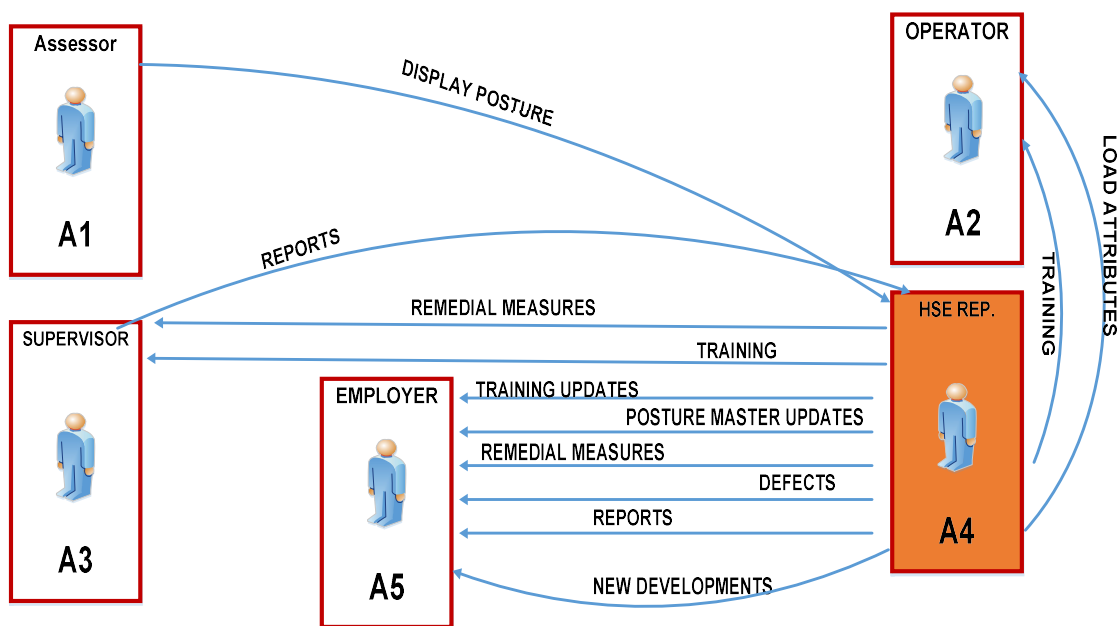 Assessor
A1
DISPLAY POSTURE
OPERATOR
A2
LOAD ATTRIBUTES
TRAINING
REPORTS
SUPERVISOR
A3
REMEDIAL MEASURES
TRAINING
HSE REP.
A4
EMPLOYER
A5
TRAINING UPDATES
POSTURE MASTER UPDATES
REMEDIAL MEASURES
DEFECTS
REPORTS
NEW DEVELOPMENTS